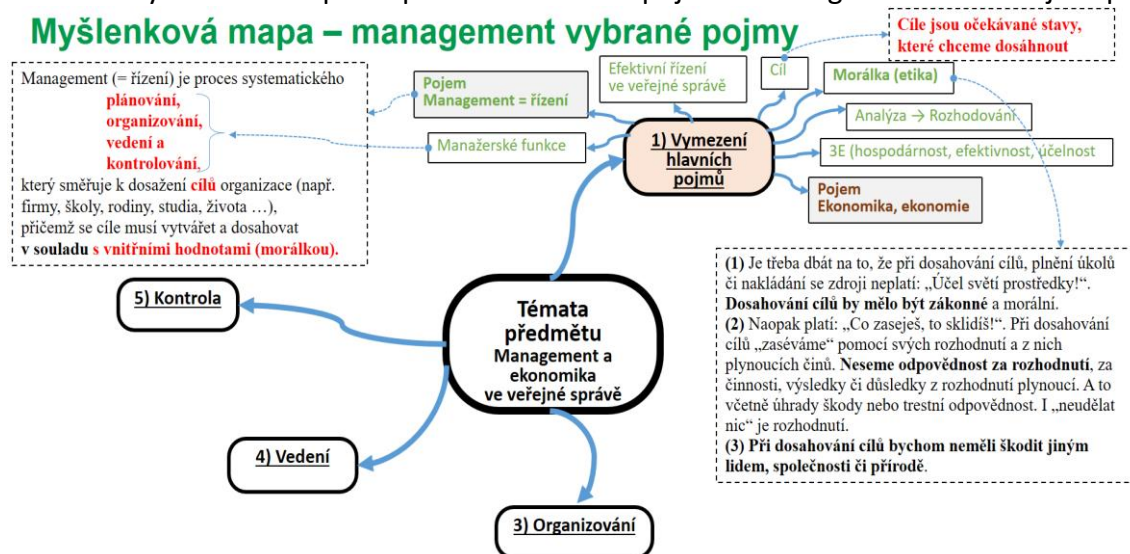 Myšlenková mapa – management vybrané pojmy
Cíle jsou očekávané stavy,
které chceme dosáhnout
Management (= řízení) je proces systematického
plánování,
organizování,
vedení a
kontrolování,
který směřuje k dosažení cílů organizace (např.
firmy, školy, rodiny, studia, života …),
přičemž se cíle musí vytvářet a dosahovat
v souladu s vnitřními hodnotami (morálkou).
Pojem
Management = řízení
Manažerské funkce
Efektivní řízení
ve veřejné správě
Cíl
Morálka (etika)
Analýza → Rozhodování
3E (hospodárnost, efektivnost, účelnost
Pojem
Ekonomika, ekonomie
1) Vymezení
hlavních
pojmů
(1) Je třeba dbát na to, že při dosahování cílů, plnění úkolů
či nakládání se zdroji neplatí: „Účel světí prostředky!“.
Dosahování cílů by mělo být zákonné a morální.
(2) Naopak platí: „Co zaseješ, to sklidíš!“. Při dosahování
cílů „zaséváme“ pomocí svých rozhodnutí a z nich
plynoucích činů. Neseme odpovědnost za rozhodnutí, za
činnosti, výsledky či důsledky z rozhodnutí plynoucí. A to
včetně úhrady škody nebo trestní odpovědnost. I „neudělat
nic“ je rozhodnutí.
(3) Při dosahování cílů bychom neměli škodit jiným
lidem, společnosti či přírodě.
5) Kontrola
Témata
předmětu
Management a
ekonomika
ve veřejné správě
4) Vedení
3) Organizování